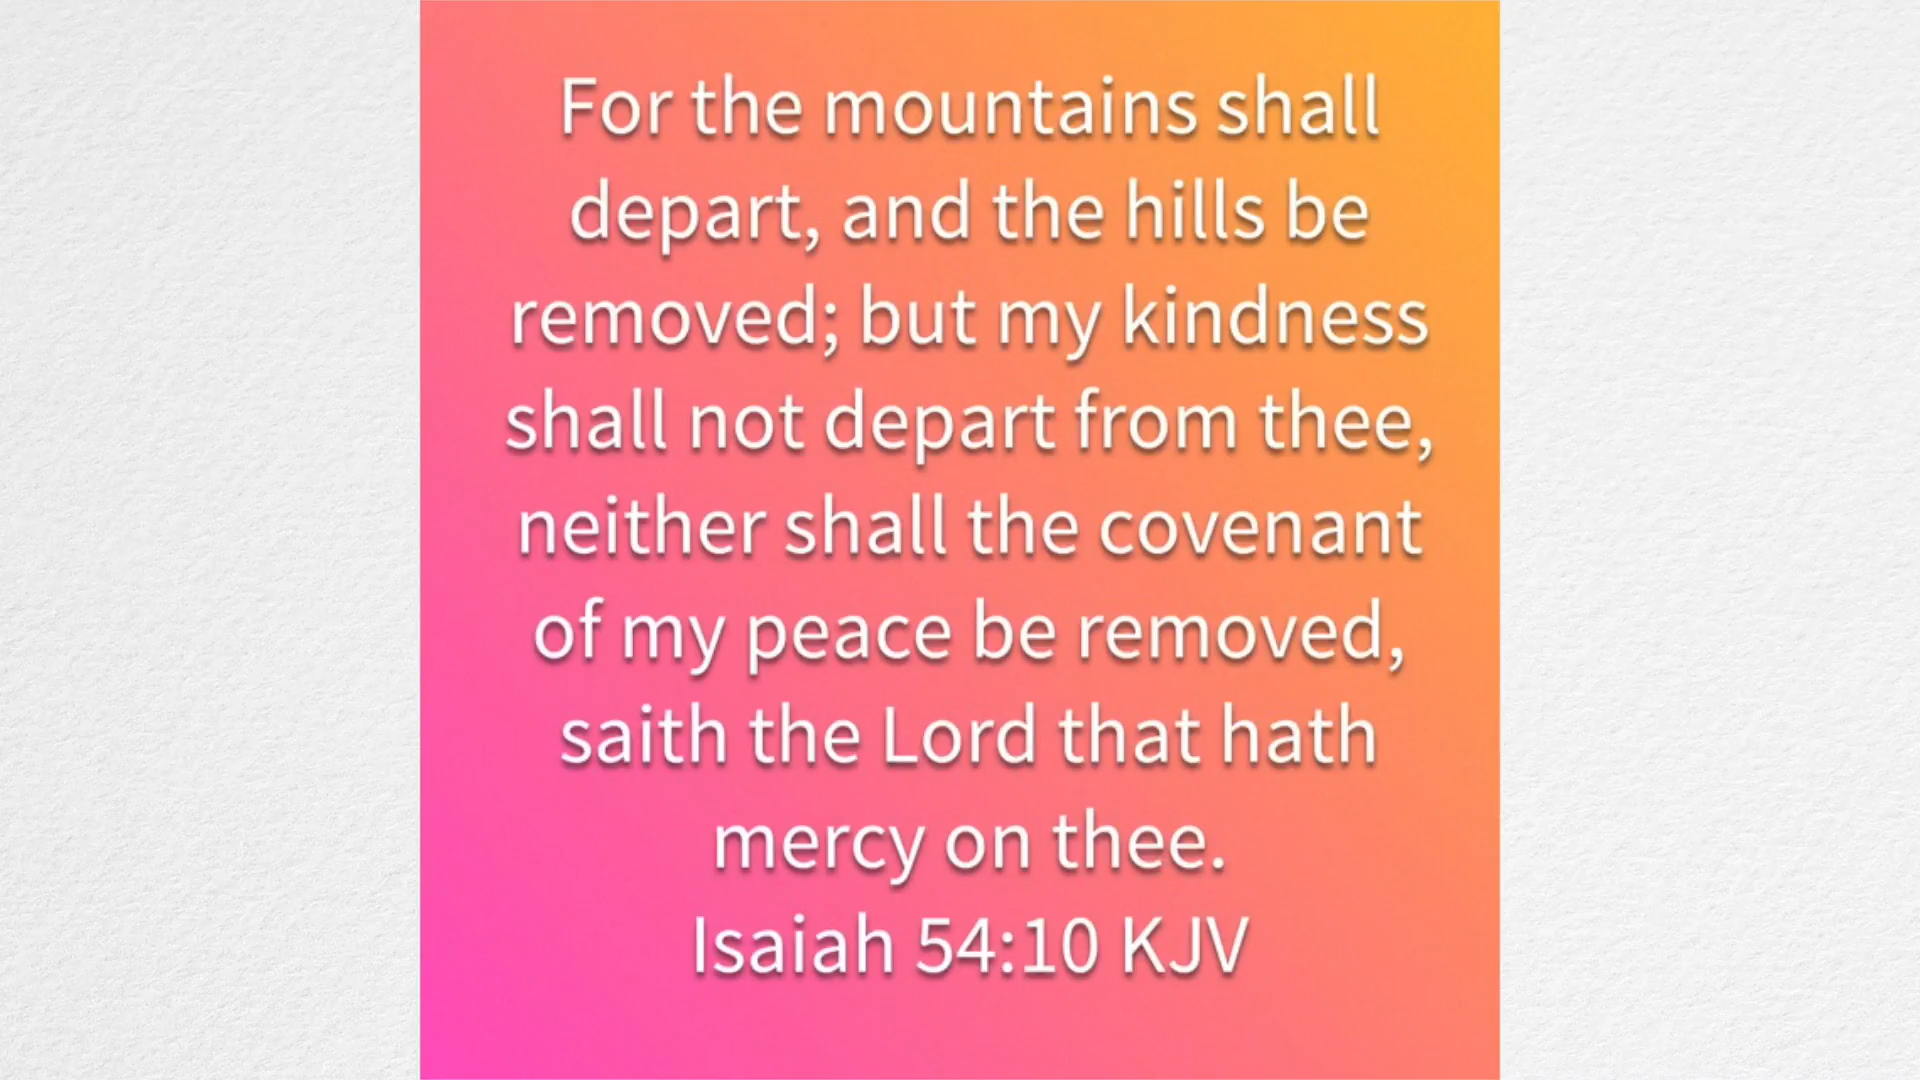 For the mountains shall
depart, and the hills be
removed; but my kindness
shall not depart from thee,
neither shall the covenant
of my peace be removed,
saith the Lord that hath
mercy on thee.
Isaiah 54:10 KJV